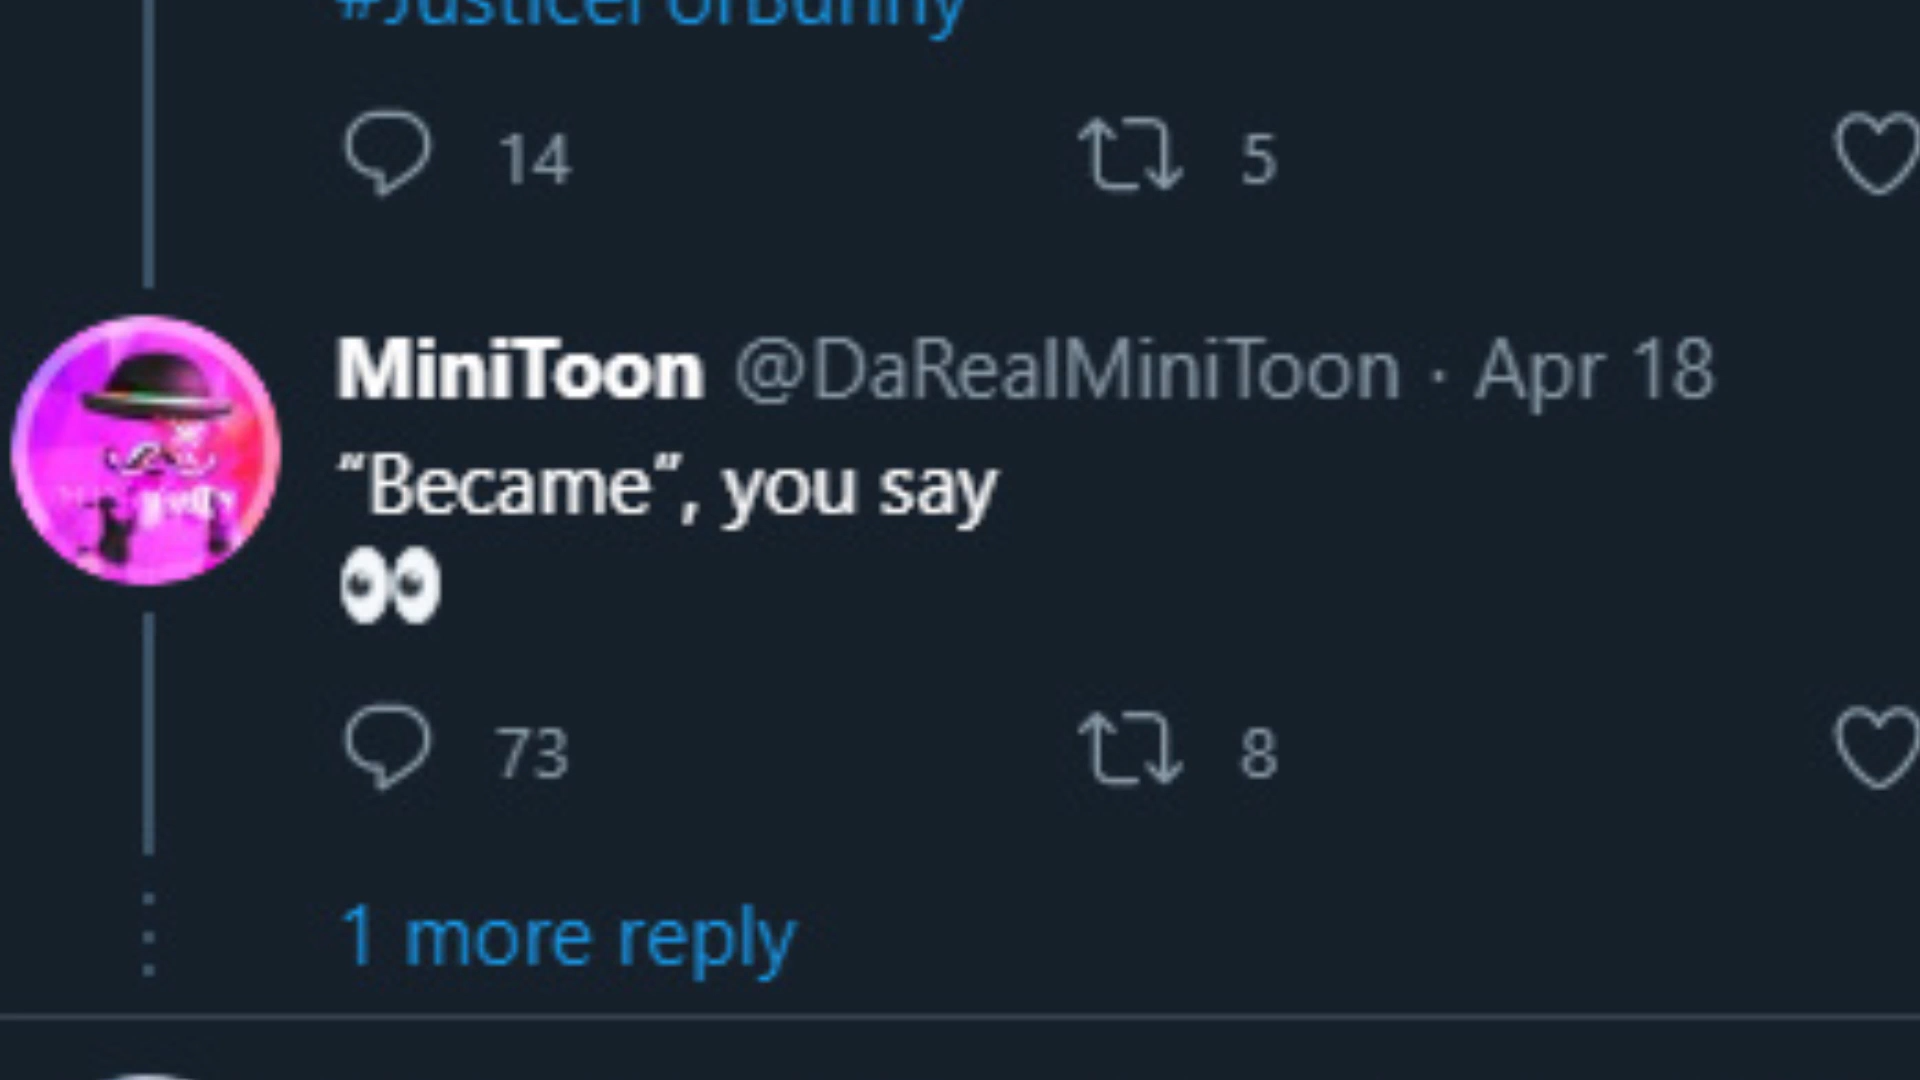 #JusticeForBunny
14 5
MiniToon @DaRealMiniToon · Apr 18
“Became”, you say
👀
73 8
1 more reply